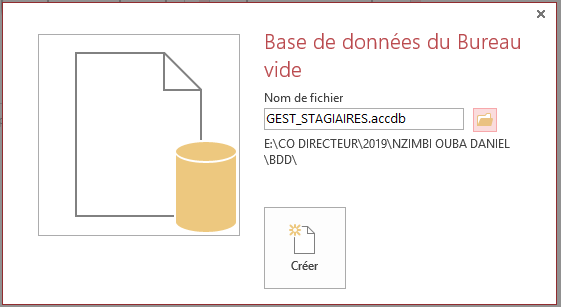 Base de données du Bureau
vide
Nom de fichier
GEST_STAGIAIRES.accdb
E:\CO DIRECTEUR\2019\NZIMBI OUBA DANIEL
\BDD\
Créer